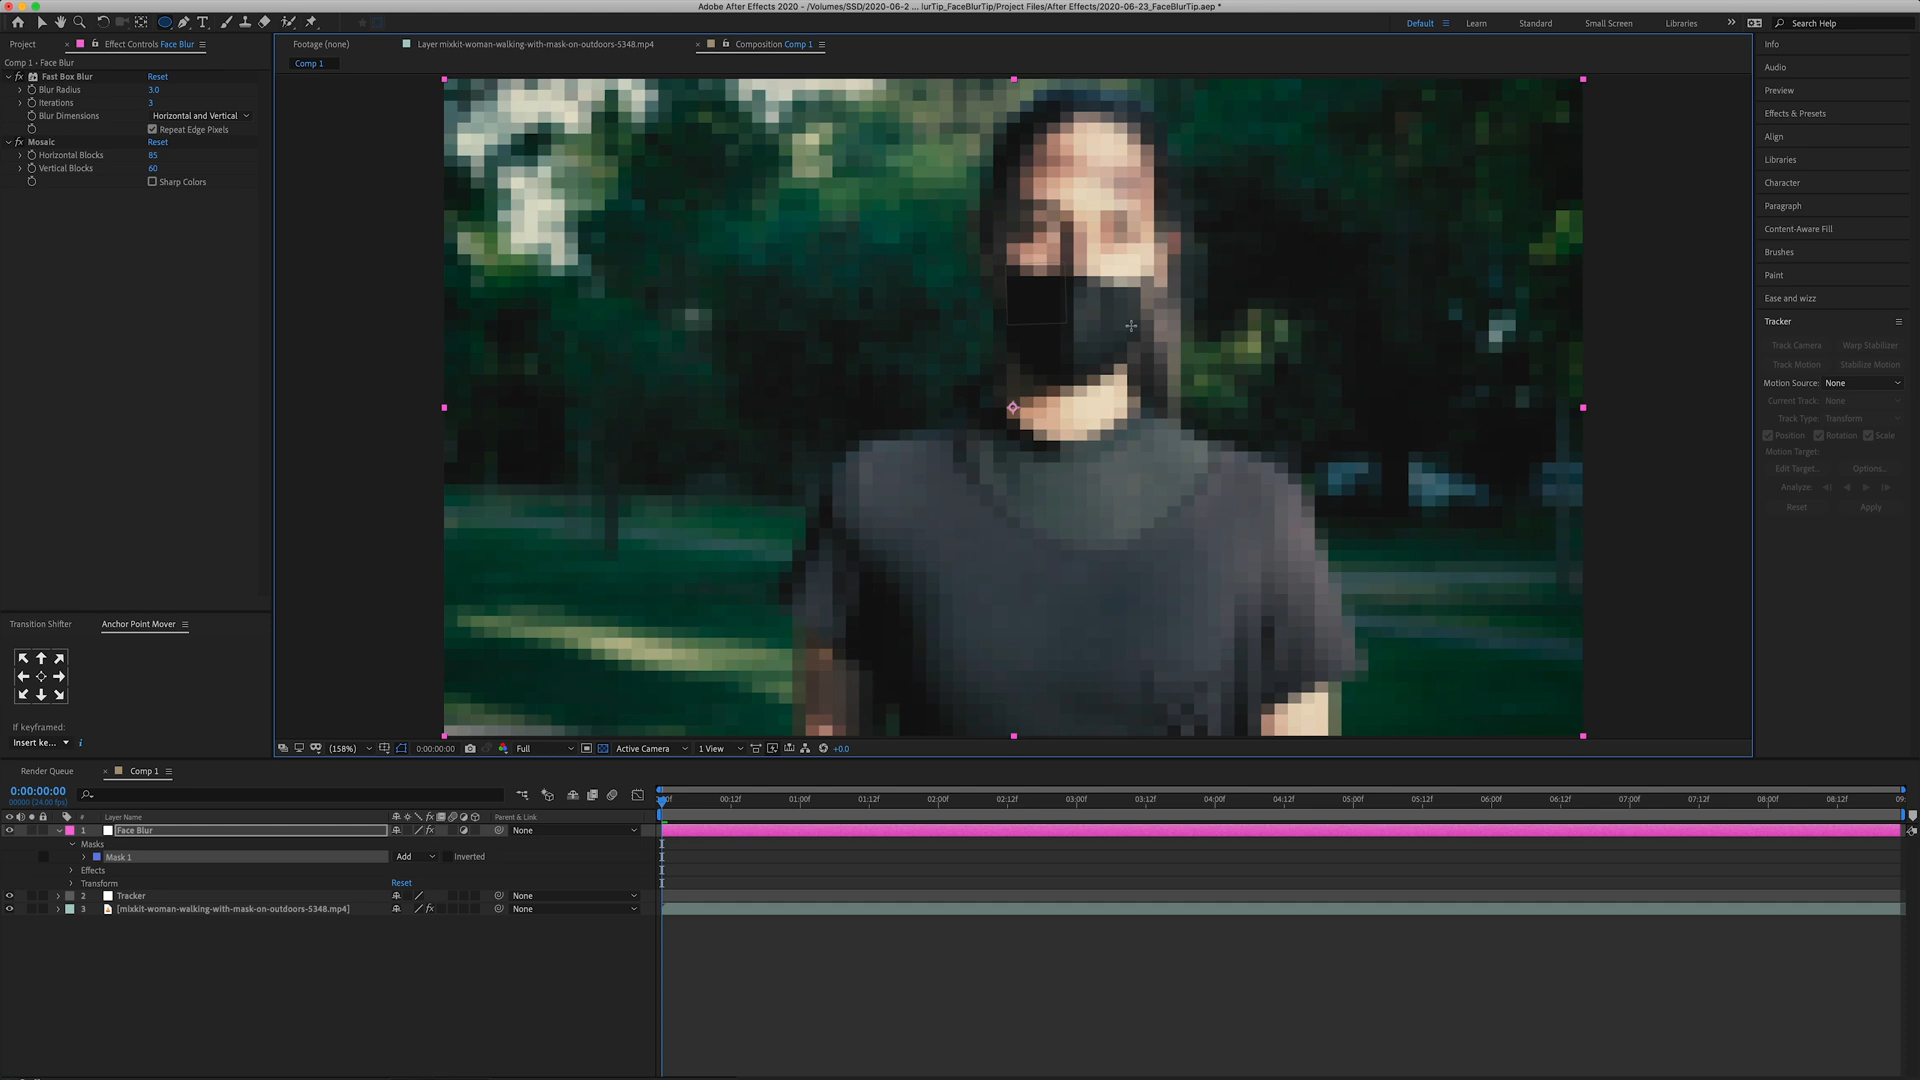 Adobe After Effects 2020 - /Volumes/SSD/2020-06-2 ... lurTip_FaceBlurTip/Project Files/After Effects/2020-06-23_FaceBlurTip.aep *
Default Learn Standard Small Screen Libraries Search Help
Project Effect Controls Face Blur
Footage (none) Layer mixkit-woman-walking-with-mask-on-outdoors-5348.mp4 Composition Comp 1
Comp 1 • Face Blur
Comp 1
fx Fast Box Blur Reset
Blur Radius 3.0
Iterations 3
Blur Dimensions Horizontal and Vertical
Repeat Edge Pixels
fx Mosaic Reset
Horizontal Blocks 85
Vertical Blocks 60
Sharp Colors
Info
Audio
Preview
Effects & Presets
Align
Libraries
Character
Paragraph
Content-Aware Fill
Brushes
Paint
Ease and wizz
Tracker
Track Camera Warp Stabilizer
Track Motion Stabilize Motion
Motion Source: None
Current Track: None
Track Type: Transform
Position Rotation Scale
Motion Target:
Edit Target... Options...
Analyze:
Reset Apply
Transition Shifter Anchor Point Mover
If keyframed:
Insert ke...
(158%) 0:00:00:00 Full Active Camera 1 View +0.0
Render Queue Comp 1
0:00:00:00
00000 (24.00 fps)
00:12f 01:00f 01:12f 02:00f 02:12f 03:00f 03:12f 04:00f 04:12f 05:00f 05:12f 06:00f 06:12f 07:00f 07:12f 08:00f 08:12f 09:
# Layer Name fx Parent & Link
1 Face Blur fx None
Masks
Mask 1 Add Inverted
Effects
Transform Reset
2 Tracker None
3 [mixkit-woman-walking-with-mask-on-outdoors-5348.mp4] fx None